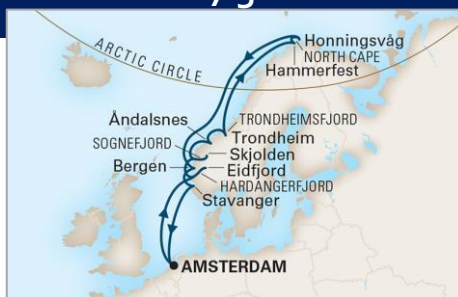 ARCTIC CIRCLE
Honningsvåg
NORTH CAPE
Hammerfest
Åndalsnes
TRONDHEIMSFJORD
Trondheim
SOGNEFJORD
Skjolden
Bergen
Eidfjord
HARDANGERFJORD
Stavanger
AMSTERDAM